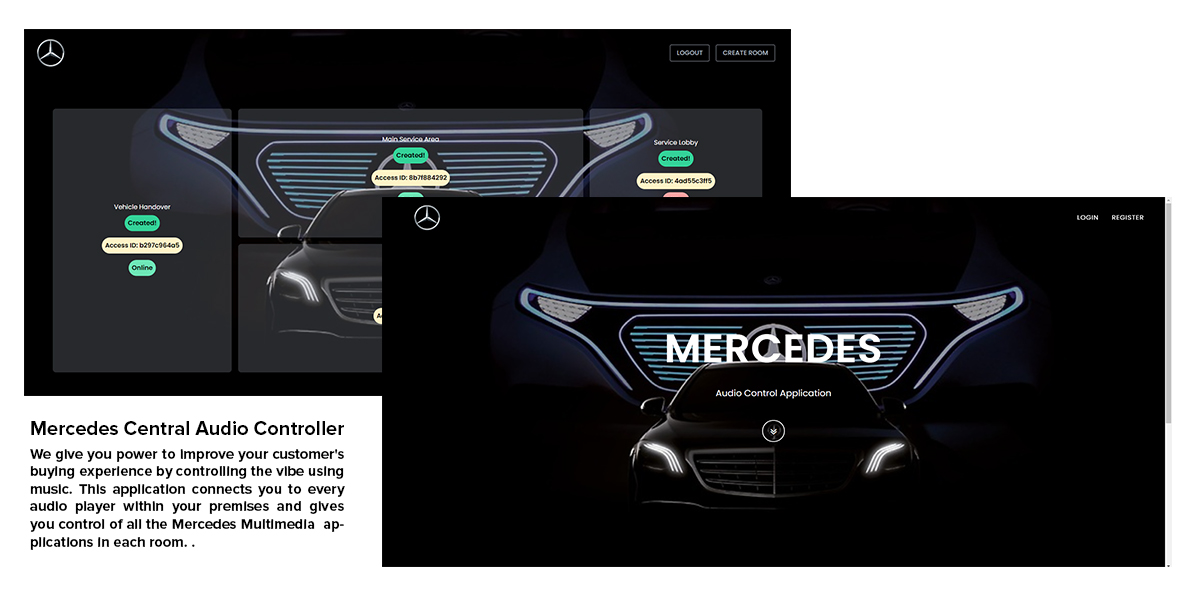 LOGOUT
CREATE ROOM
Main Service Area
Created!
Access ID: 8b7f884292
Service Lobby
Created!
Access ID: 4ad55c3ff5
Vehicle Handover
Created!
Access ID: b297c964a5
Online
LOGIN
REGISTER
MERCEDES
Audio Control Application
Mercedes Central Audio Controller
We give you power to improve your customer's
buying experience by controlling the vibe using
music. This application connects you to every
audio player within your premises and gives
you control of all the Mercedes Multimedia ap-
plications in each room. .